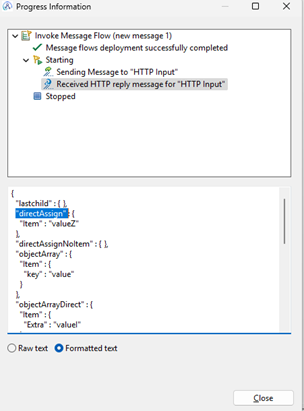 Progress Information
Invoke Message Flow (new message 1)
Message flows deployment successfully completed
Starting
Sending Message to "HTTP Input"
Received HTTP reply message for "HTTP Input"
Stopped
{
"lastchild" : { },
"directAssign" : {
"Item" : "valueZ"
},
"directAssignNoItem" : { },
"objectArray" : {
"Item" : {
"key" : "value"
}
},
"objectArrayDirect" : {
"Item" : {
"Extra" : "valueI"
Raw text Formatted text
Close